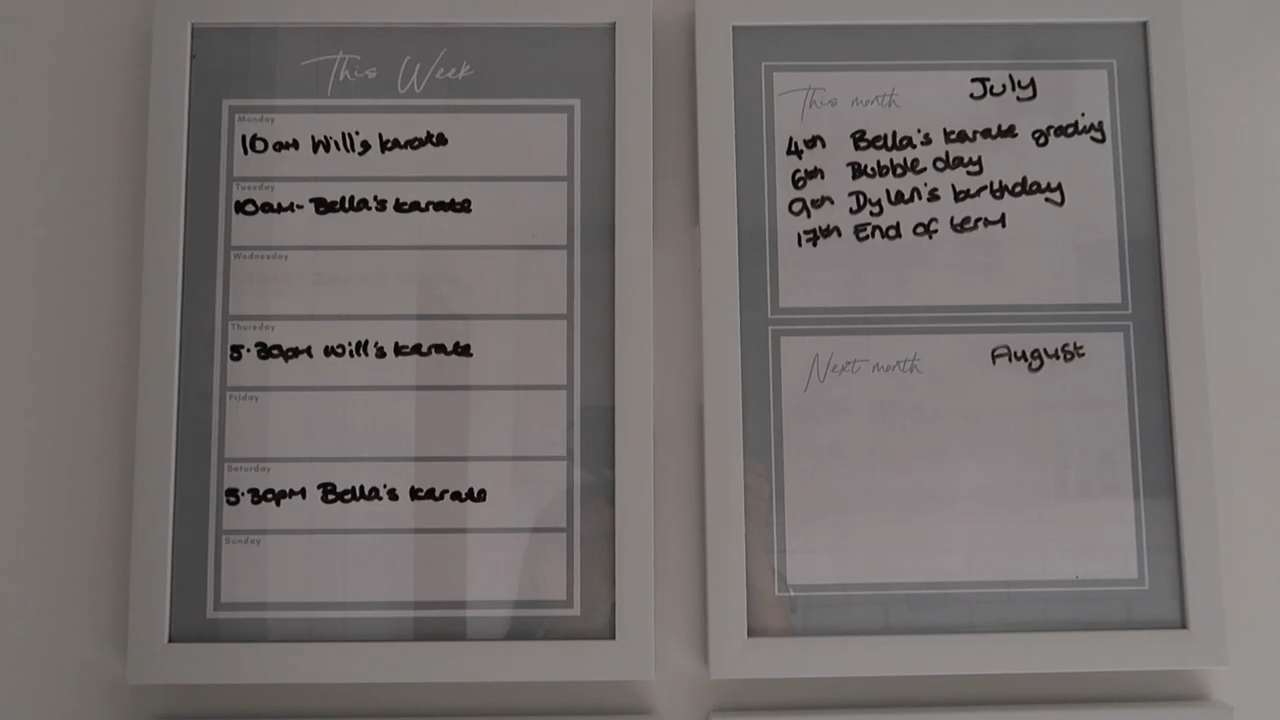 This Week
Monday
10am Will's karate
Tuesday
10am- Bella's karate
Wednesday
Thursday
5.30pm Will's karate
Friday
Saturday
5.30pm Bella's karate
Sunday
This month July
4th Bella's karate grading
6th Bubble day
9th Dylan's birthday
17th End of term
Next month August